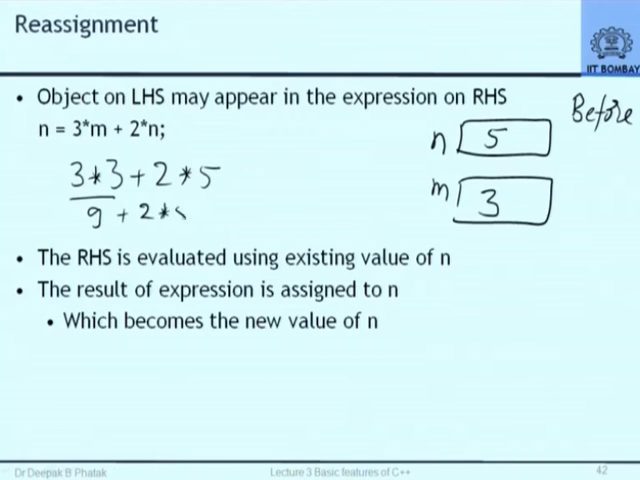 Reassignment
IIT BOMBAY
• Object on LHS may appear in the expression on RHS
n = 3*m + 2*n;
Before
n 5
m 3
3*3+2*5
9 + 2*5
• The RHS is evaluated using existing value of n
• The result of expression is assigned to n
• Which becomes the new value of n
Dr Deepak B Phatak
Lecture 3 Basic features of C++
42